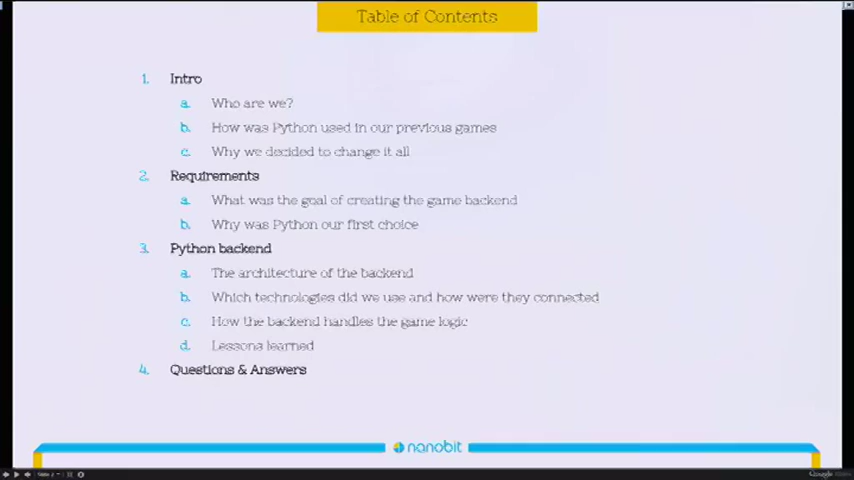 Table of Contents
1. Intro
a. Who are we?
b. How was Python used in our previous games
c. Why we decided to change it all
2. Requirements
a. What was the goal of creating the game backend
b. Why was Python our first choice
3. Python backend
a. The architecture of the backend
b. Which technologies did we use and how were they connected
c. How the backend handles the game logic
d. Lessons learned
4. Questions & Answers
nanobit